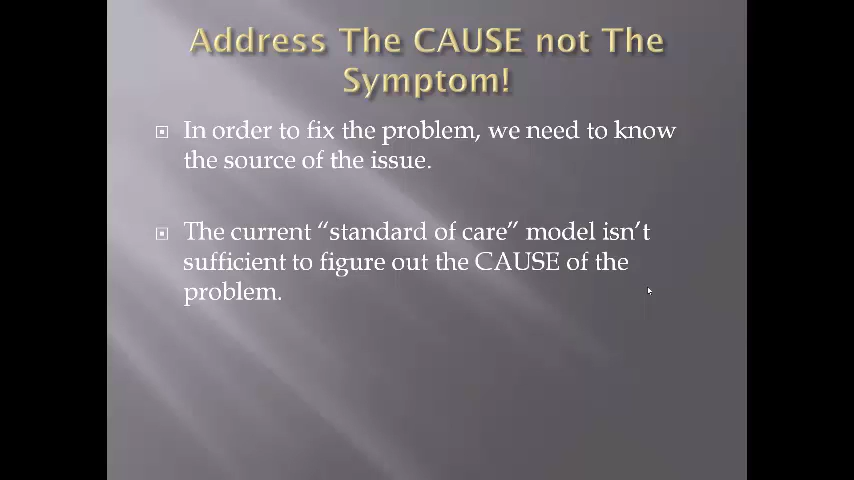 Address The CAUSE not The
Symptom!
In order to fix the problem, we need to know
the source of the issue.
The current “standard of care” model isn’t
sufficient to figure out the CAUSE of the
problem.